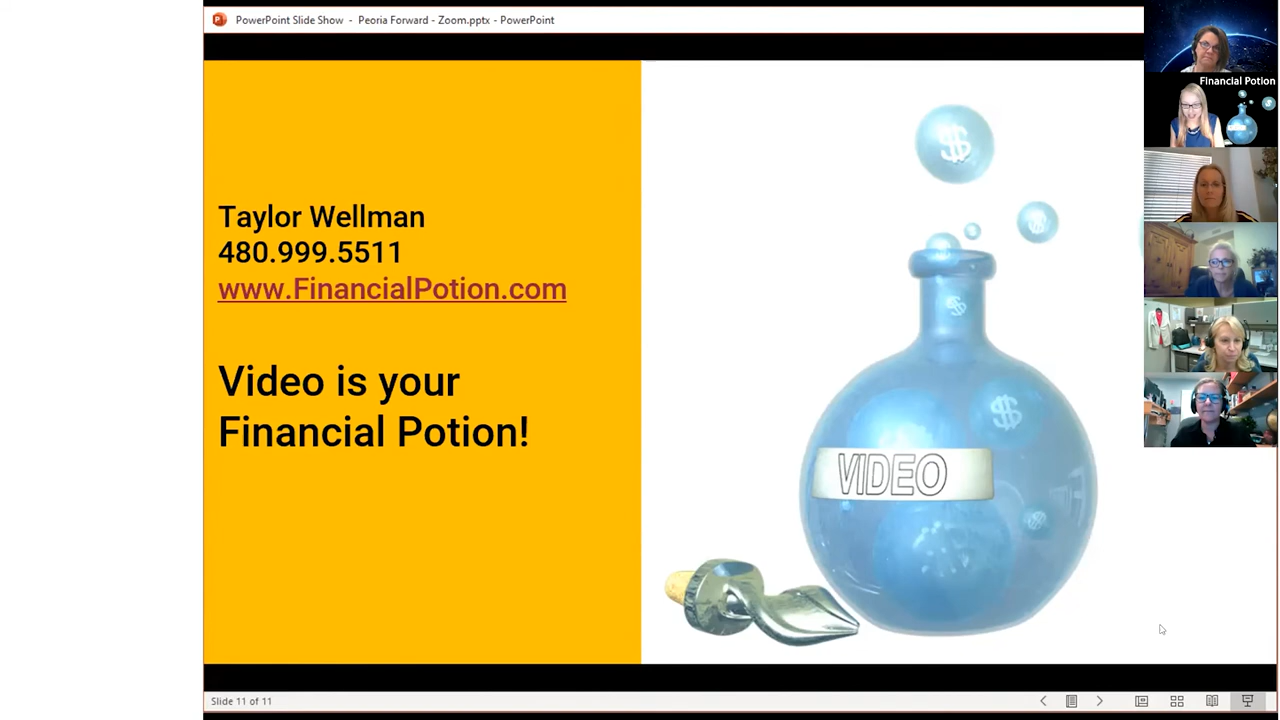 PowerPoint Slide Show - Peoria Forward - Zoom.pptx - PowerPoint
Financial Potion
Taylor Wellman
480.999.5511
www.FinancialPotion.com
Video is your
Financial Potion!
$
$
$
$
$
VIDEO
Slide 11 of 11